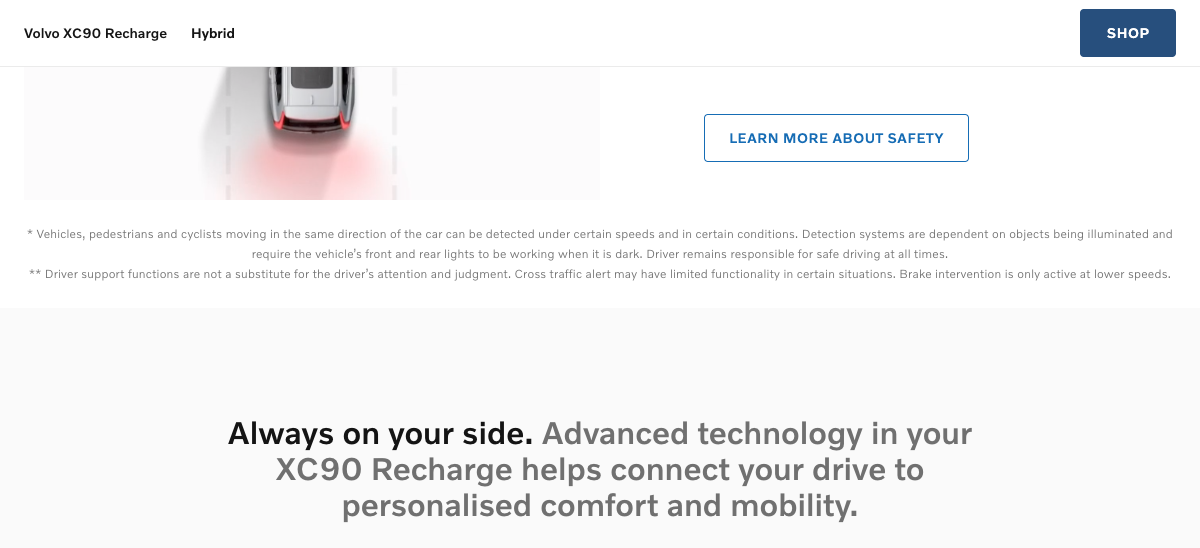 Volvo XC90 Recharge Hybrid
SHOP
LEARN MORE ABOUT SAFETY
* Vehicles, pedestrians and cyclists moving in the same direction of the car can be detected under certain speeds and in certain conditions. Detection systems are dependent on objects being illuminated and
require the vehicle's front and rear lights to be working when it is dark. Driver remains responsible for safe driving at all times.
** Driver support functions are not a substitute for the driver's attention and judgment. Cross traffic alert may have limited functionality in certain situations. Brake intervention is only active at lower speeds.
Always on your side. Advanced technology in your
XC90 Recharge helps connect your drive to
personalised comfort and mobility.